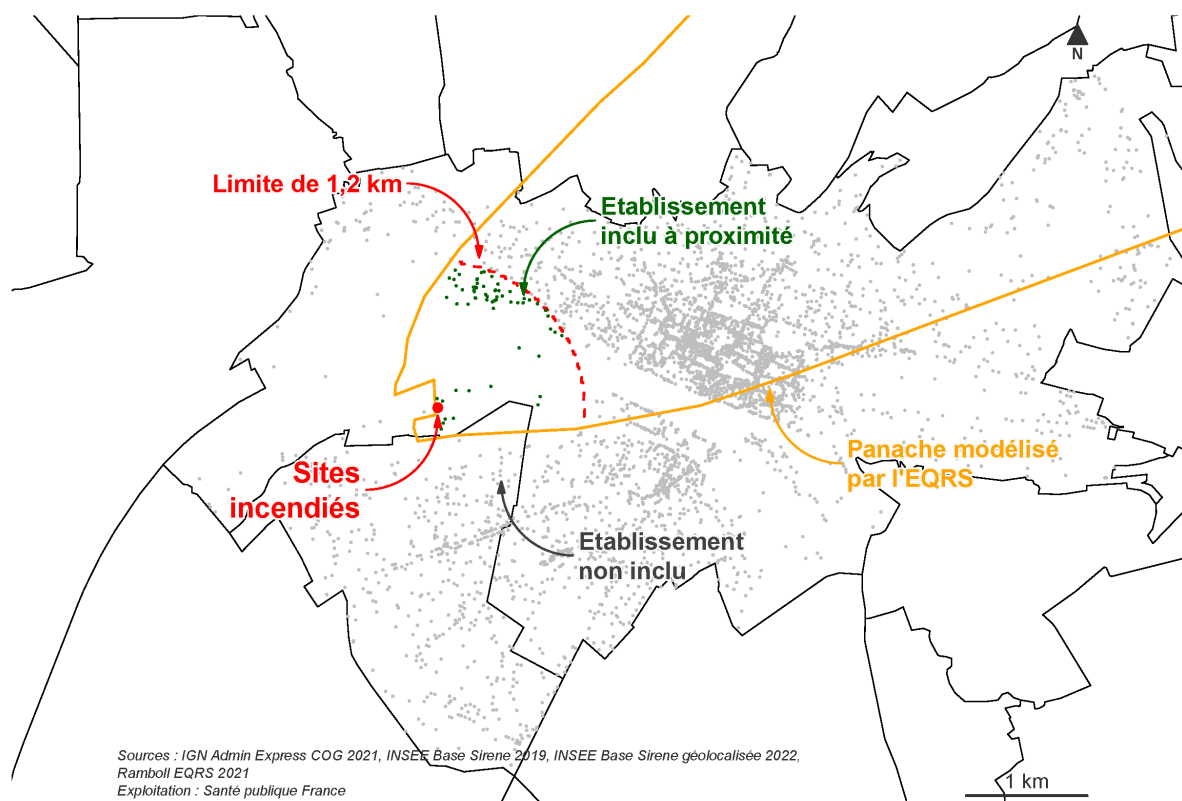 N
Limite de 1,2 km
Etablissement
inclu à proximité
Panache modélisé
par l'EQRS
Sites
incendiés
Etablissement
non inclu
Sources : IGN Admin Express COG 2021, INSEE Base Sirene 2019, INSEE Base Sirene géolocalisée 2022,
Ramboll EQRS 2021
Exploitation : Santé publique France
1 km